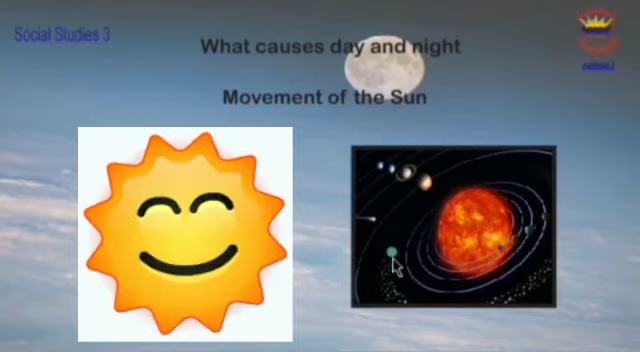 Social Studies 3
What causes day and night
Movement of the Sun